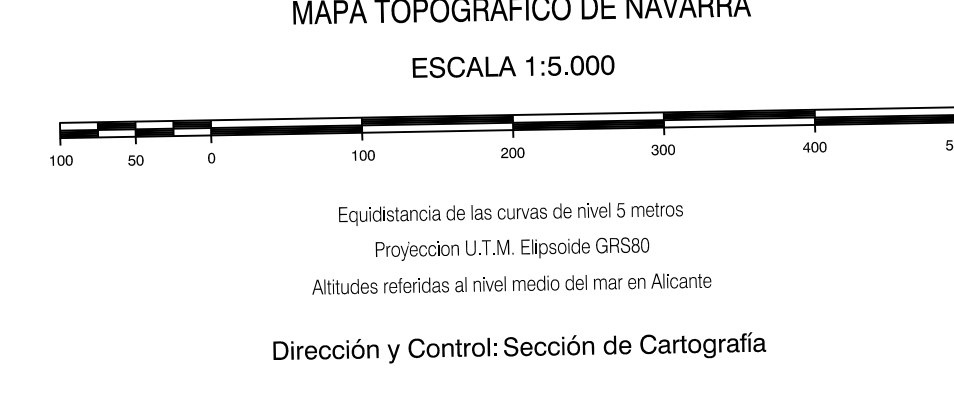 MAPA TOPOGRAFICO DE NAVARRA
ESCALA 1:5.000
100 50 0 100 200 300 400
Equidistancia de las curvas de nivel 5 metros
Proyeccion U.T.M. Elipsoide GRS80
Altitudes referidas al nivel medio del mar en Alicante
Dirección y Control: Sección de Cartografía